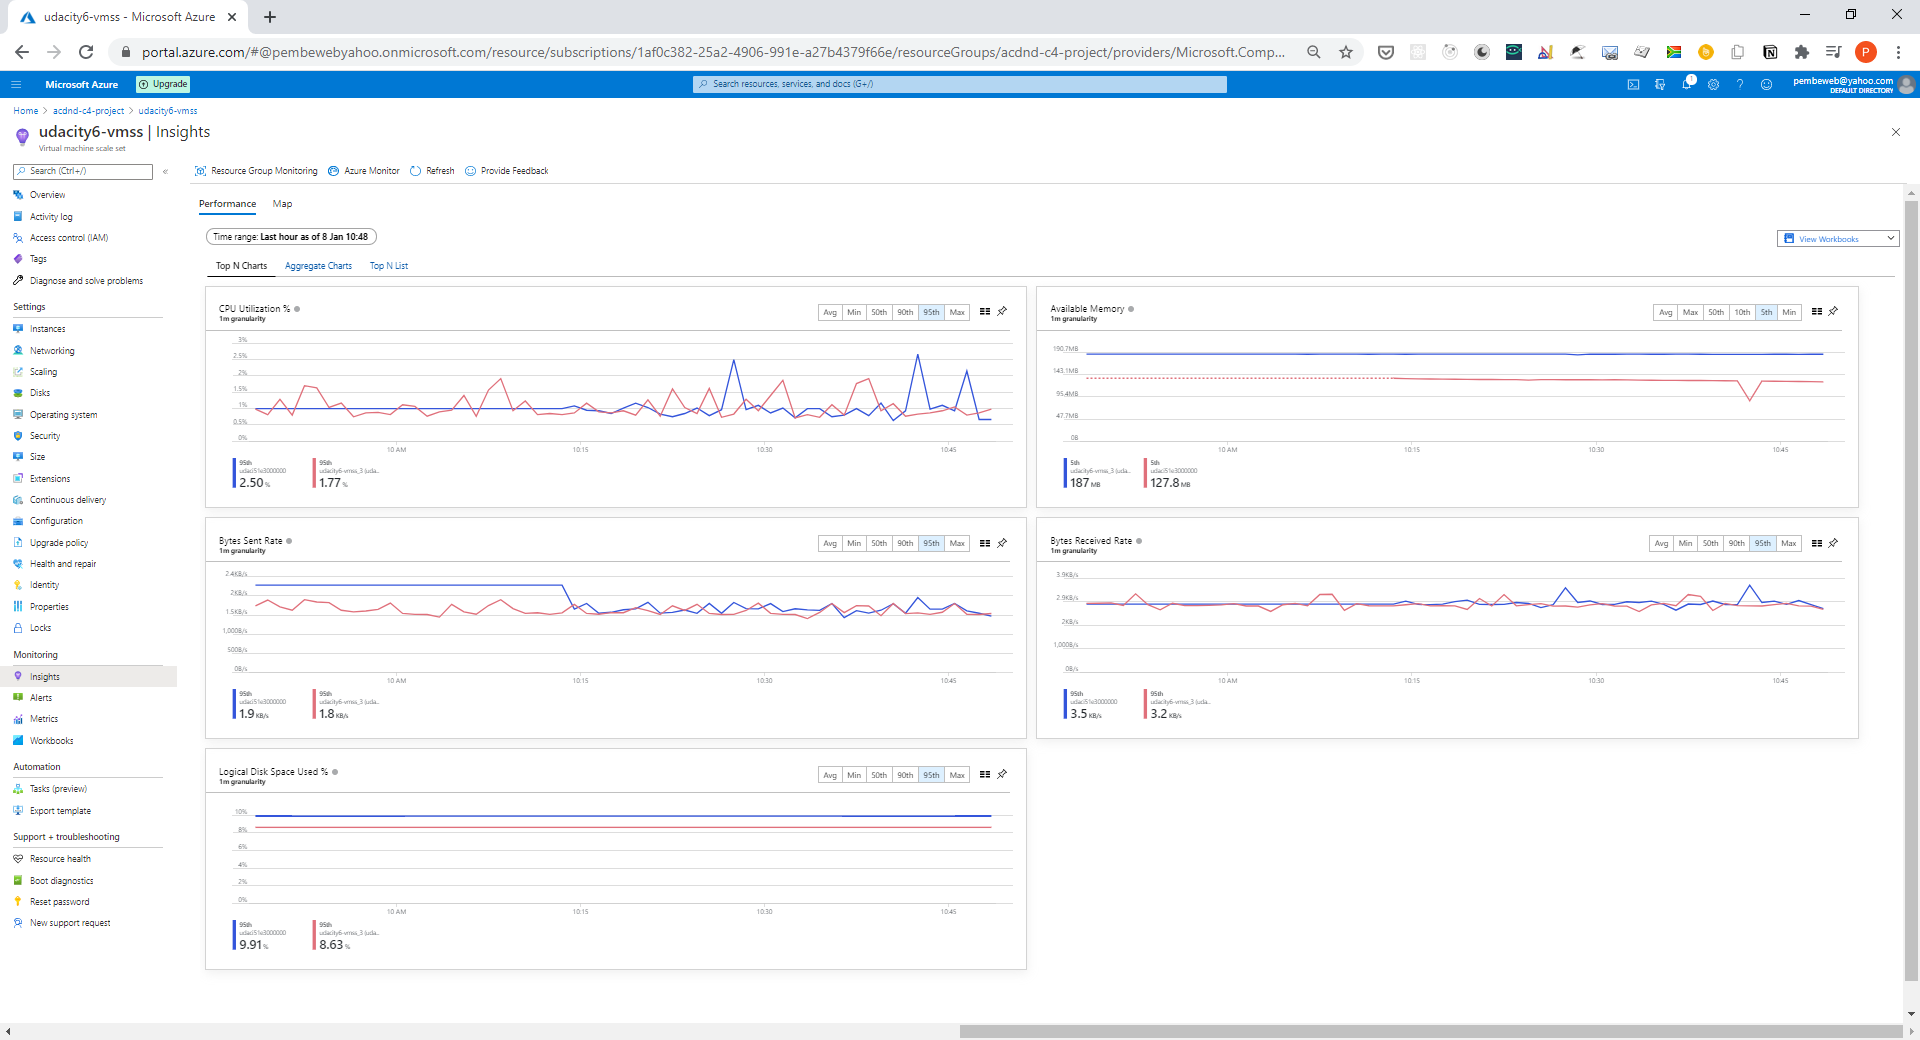 udacity6-vmss - Microsoft Azure
portal.azure.com/#@pembewebyahoo.onmicrosoft.com/resource/subscriptions/1af0c382-25a2-4906-991e-a27b4379f66e/resourceGroups/acdnd-c4-project/providers/Microsoft.Comp...
P
Microsoft Azure
Upgrade
Search resources, services, and docs (G+/)
1
pembeweb@yahoo.com
DEFAULT DIRECTORY
Home > acdnd-c4-project > udacity6-vmss
udacity6-vmss | Insights
Virtual machine scale set
Search (Ctrl+/)
«
Overview
Activity log
Access control (IAM)
Tags
Diagnose and solve problems
Settings
Instances
Networking
Scaling
Disks
Operating system
Security
Size
Extensions
Continuous delivery
Configuration
Upgrade policy
Health and repair
Identity
Properties
Locks
Monitoring
Insights
Alerts
Metrics
Workbooks
Automation
Tasks (preview)
Export template
Support + troubleshooting
Resource health
Boot diagnostics
Reset password
New support request
Resource Group Monitoring
Azure Monitor
Refresh
Provide Feedback
Performance
Map
Time range: Last hour as of 8 Jan 10:48
View Workbooks
Top N Charts
Aggregate Charts
Top N List
CPU Utilization %
1m granularity
Avg Min 50th 90th 95th Max
3%
2.5%
2%
1.5%
1%
0.5%
0%
10 AM 10:15 10:30 10:45
95th
udaci51e3000000
2.50 %
95th
udacity6-vmss_3 (uda...
1.77 %
Available Memory
1m granularity
Avg Max 50th 10th 5th Min
190.7MB
143.1MB
95.4MB
47.7MB
0B
10 AM 10:15 10:30 10:45
5th
udacity6-vmss_3 (uda...
187 MB
5th
udaci51e3000000
127.8 MB
Bytes Sent Rate
1m granularity
Avg Min 50th 90th 95th Max
2.4KB/s
2KB/s
1.5KB/s
1,000B/s
500B/s
0B/s
10 AM 10:15 10:30 10:45
95th
udaci51e3000000
1.9 KB/s
95th
udacity6-vmss_3 (uda...
1.8 KB/s
Bytes Received Rate
1m granularity
Avg Min 50th 90th 95th Max
3.9KB/s
2.9KB/s
2KB/s
1,000B/s
0B/s
10 AM 10:15 10:30 10:45
95th
udaci51e3000000
3.5 KB/s
95th
udacity6-vmss_3 (uda...
3.2 KB/s
Logical Disk Space Used %
1m granularity
Avg Min 50th 90th 95th Max
10%
8%
6%
4%
2%
0%
10 AM 10:15 10:30 10:45
95th
udaci51e3000000
9.91 %
95th
udacity6-vmss_3 (uda...
8.63 %